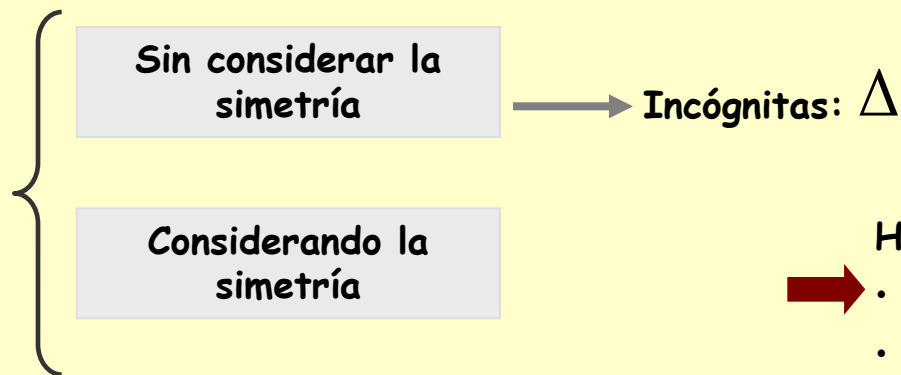 Sin considerar la
simetría
Incógnitas: Δ
Considerando la
simetría
H
•
•